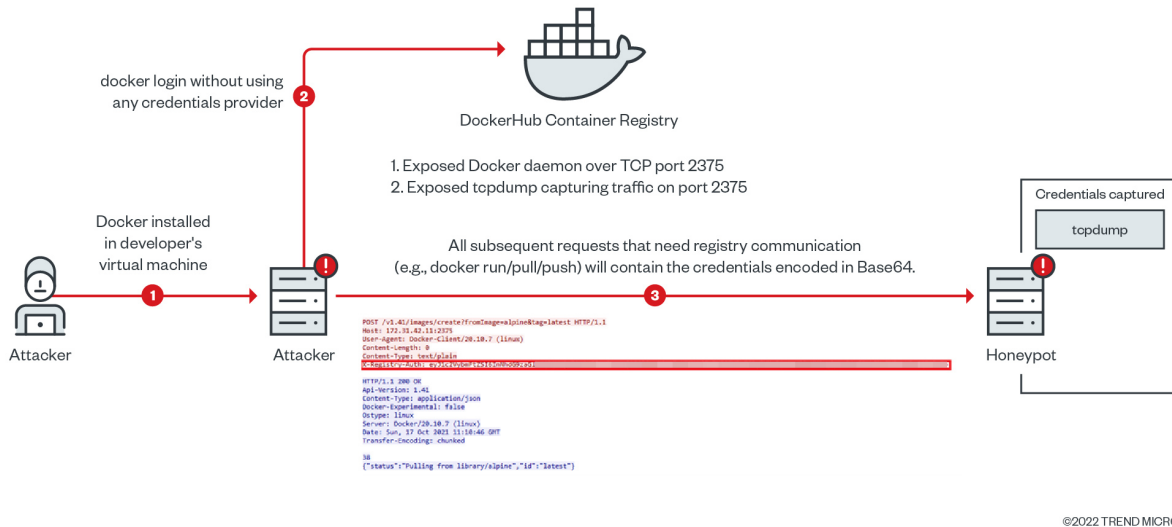 docker login without using
any credentials provider
2
DockerHub Container Registry
1. Exposed Docker daemon over TCP port 2375
2. Exposed tcpdump capturing traffic on port 2375
Docker installed
in developer's
virtual machine
All subsequent requests that need registry communication
(e.g., docker run/pull/push) will contain the credentials encoded in Base64.
Credentials captured
tcpdump
!
!
1
3
Attacker
Attacker
Honeypot
POST /v1.41/images/create?fromImage=alpine&tag=latest HTTP/1.1
Host: 172.31.42.11:2375
User-Agent: Docker-Client/20.10.7 (linux)
Content-Length: 0
Content-Type: text/plain
X-Registry-Auth:
HTTP/1.1 200 OK
Api-Version: 1.41
Content-Type: application/json
Docker-Experimental: false
Ostype: linux
Server: Docker/20.10.7 (linux)
Date: Sun, 17 Oct 2021 11:10:46 GMT
Transfer-Encoding: chunked
38
{"status":"Pulling from library/alpine","id":"latest"}
©2022 TREND MICRO